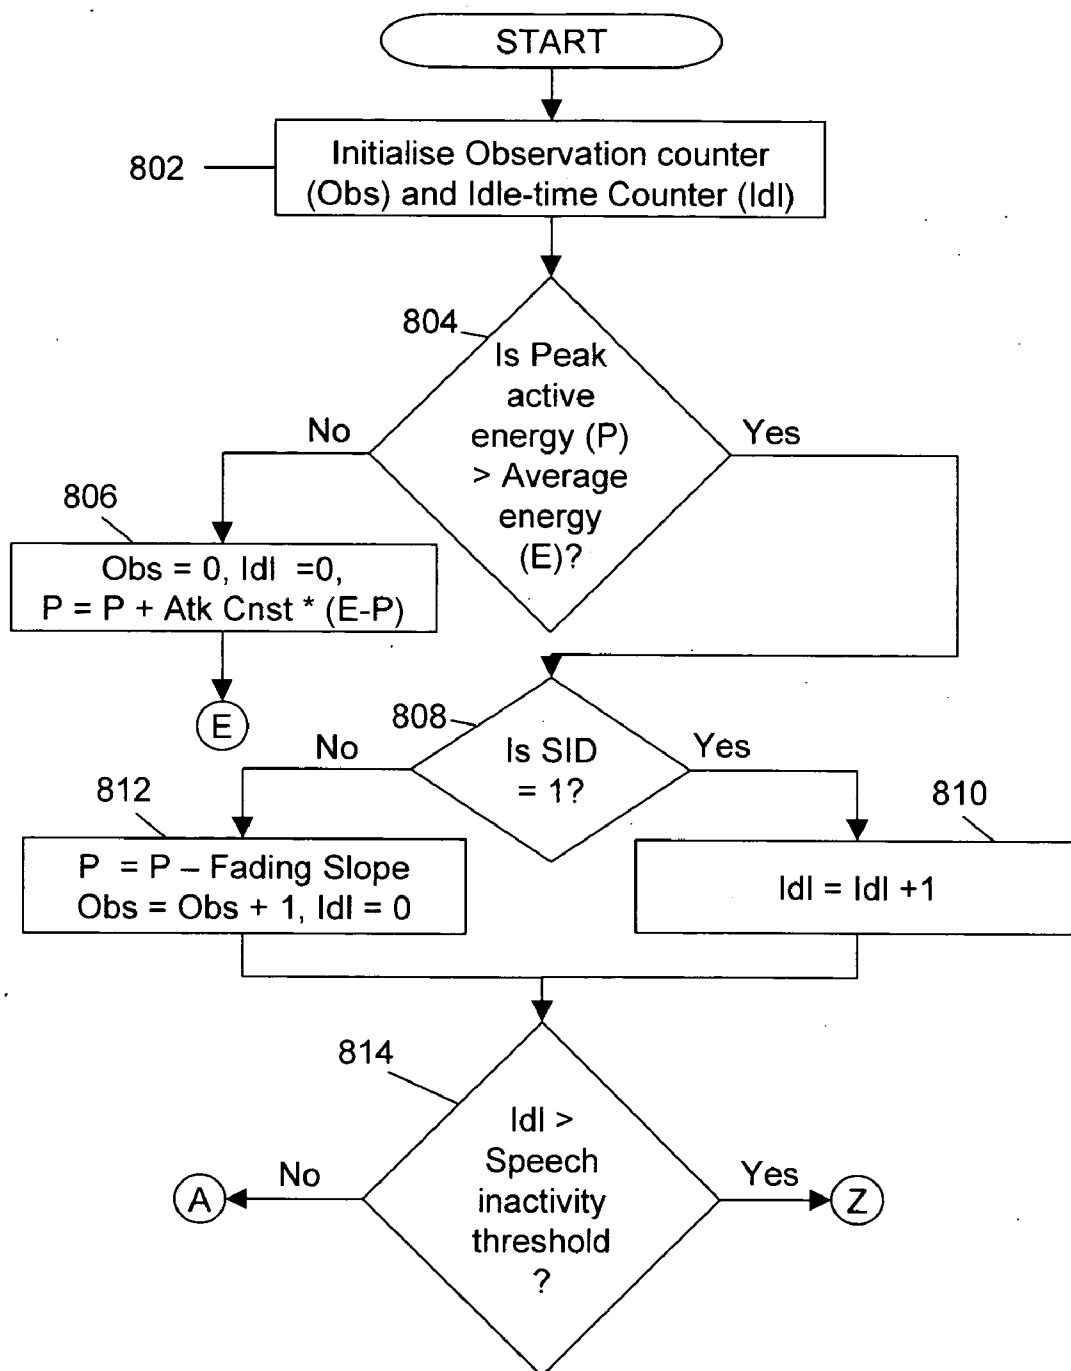 START
802
Initialise Observation counter
(Obs) and Idle-time Counter (Idl)
804
Is Peak
active
energy (P)
> Average
energy
(E)?
No
Yes
806
Obs = 0, Idl =0,
P = P + Atk Cnst * (E-P)
E
808
Is SID
= 1?
No
Yes
812
P = P – Fading Slope
Obs = Obs + 1, Idl = 0
810
Idl = Idl +1
814
Idl >
Speech
inactivity
threshold
?
No
Yes
A
Z